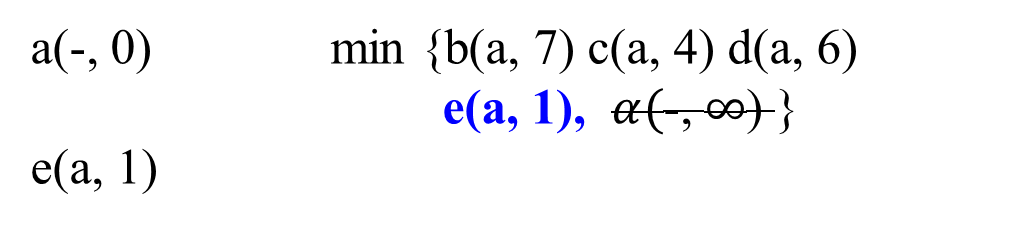 a(-, 0) min {b(a, 7) c(a, 4) d(a, 6)
e(a, 1), α(-, ∞) }
e(a, 1)